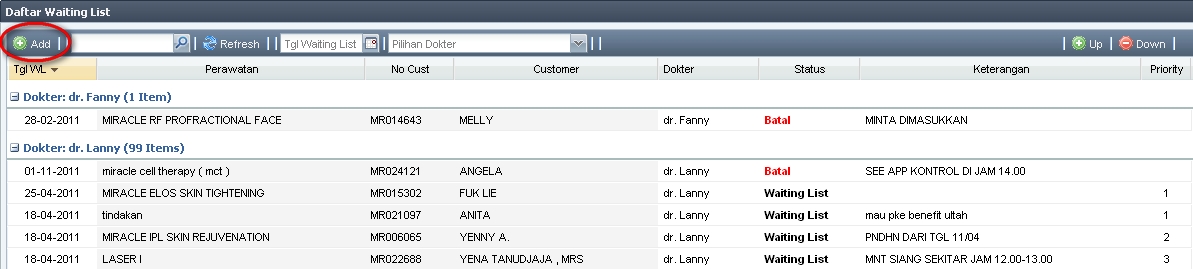 Daftar Waiting List
Add | | Refresh | | Tgl Waiting List Pilihan Dokter | | | Up | Down |
Tgl WL Perawatan No Cust Customer Dokter Status Keterangan Priority
Dokter: dr. Fanny (1 Item)
28-02-2011 MIRACLE RF PROFRACTIONAL FACE MR014643 MELLY dr. Fanny Batal MINTA DIMASUKKAN
Dokter: dr. Lanny (99 Items)
01-11-2011 miracle cell therapy ( mct ) MR024121 ANGELA dr. Lanny Batal SEE APP KONTROL DI JAM 14.00
25-04-2011 MIRACLE ELOS SKIN TIGHTENING MR015302 FUK LIE dr. Lanny Waiting List 1
18-04-2011 tindakan MR021097 ANITA dr. Lanny Waiting List mau pke benefit ultah 1
18-04-2011 MIRACLE IPL SKIN REJUVENATION MR006065 YENNY A. dr. Lanny Waiting List PNDHN DARI TGL 11/04 2
18-04-2011 LASER I MR022688 YENA TANUDJAJA , MRS dr. Lanny Waiting List MNT SIANG SEKITAR JAM 12.00-13.00 3